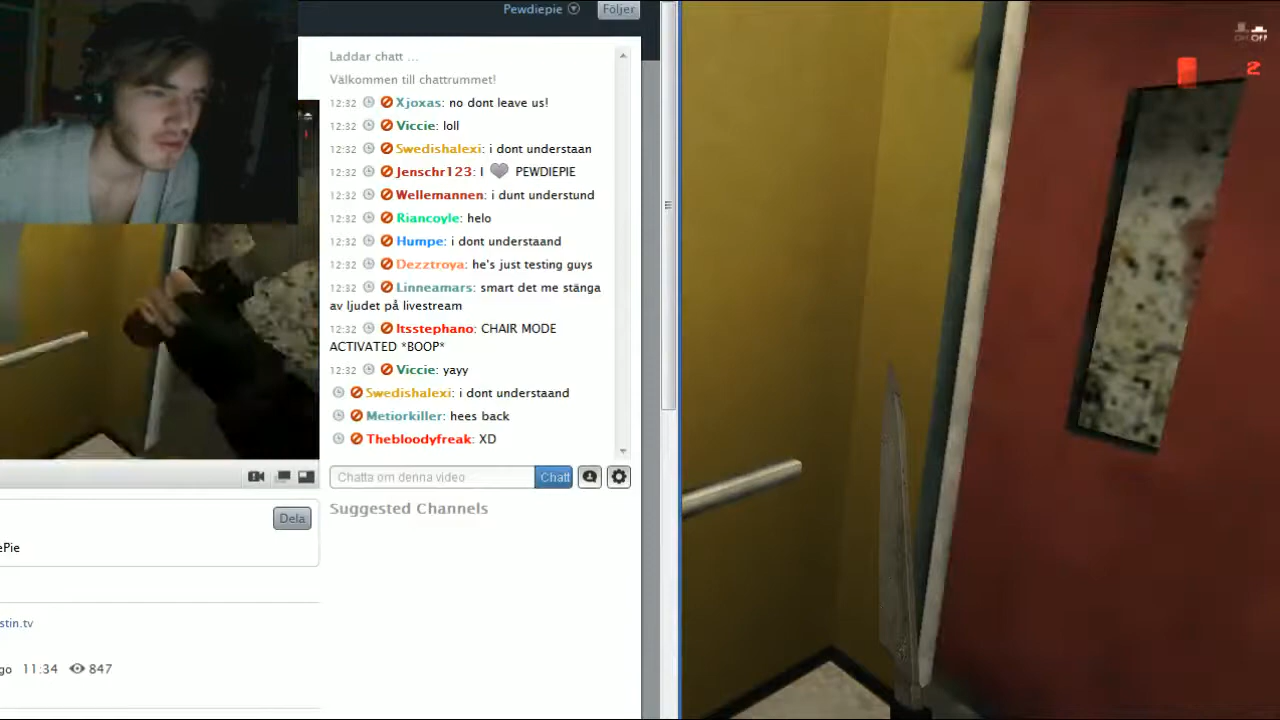 Pewdiepie
Följer
Laddar chatt ...
Välkommen till chattrummet!
12:32 Xjoxas: no dont leave us!
12:32 Viccie: loll
12:32 Swedishalexi: i dont understaan
12:32 Jenschr123: I PEWDIEPIE
12:32 Wellemannen: i dunt understund
12:32 Riancoyle: helo
12:32 Humpe: i dont understaand
12:32 Dezztroya: he's just testing guys
12:32 Linneamars: smart det me stänga
av ljudet på livestream
12:32 Itsstephano: CHAIR MODE
ACTIVATED *BOOP*
12:32 Viccie: yayy
Swedishalexi: i dont understaand
Metiorkiller: hees back
Thebloodyfreak: XD
Chatta om denna video
Chatt
Suggested Channels
Dela
ePie
stin.tv
go 11:34 847
OFF
2